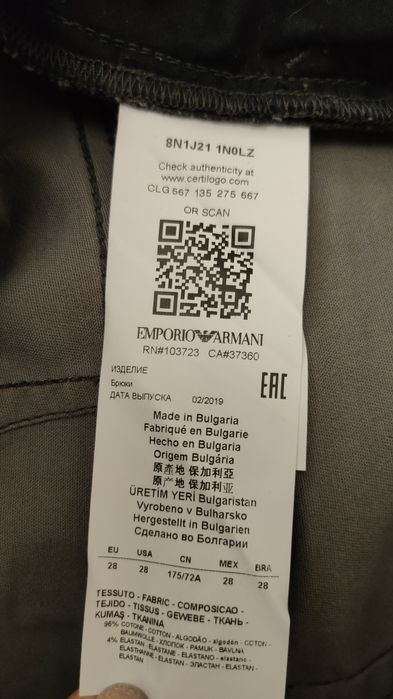 8N1J21 1N0LZ
Check authenticity at
www.certilogo.com
CLG 567 135 275 667
OR SCAN
EMPORIO ARMANI
RN#103723 CA#37360
ИЗДЕЛИЕ
Брюки
ДАТА ВЫПУСКА 02/2019
EAC
Made in Bulgaria
Fabriqué en Bulgarie
Hecho en Bulgaria
Origem Bulgária
原產地 保加利亞
原产地 保加利亚
ÜRETİM YERİ Bulgaristan
Vyrobeno v Bulharsko
Hergestellt in Bulgarien
Сделано во Болгарии
EU USA CN MEX BRA
28 28 175/72A 28 28
TESSUTO - FABRIC - COMPOSICAO -
TEJIDO - TISSUS - GEWEBE - ТКАНЬ -
KUMAŞ - TKANINA
96% COTONE - COTTON - ALGODÃO - algodón - COTON -
BAUMWOLLE - ХЛОПОК - PAMUK - BAVLNA
4% ELASTAN - ELASTANE - ELASTANO - elastano -
ELASTHANNE - ELASTAN - ЭЛАСТАН - ELASTAN -
ELASTAN